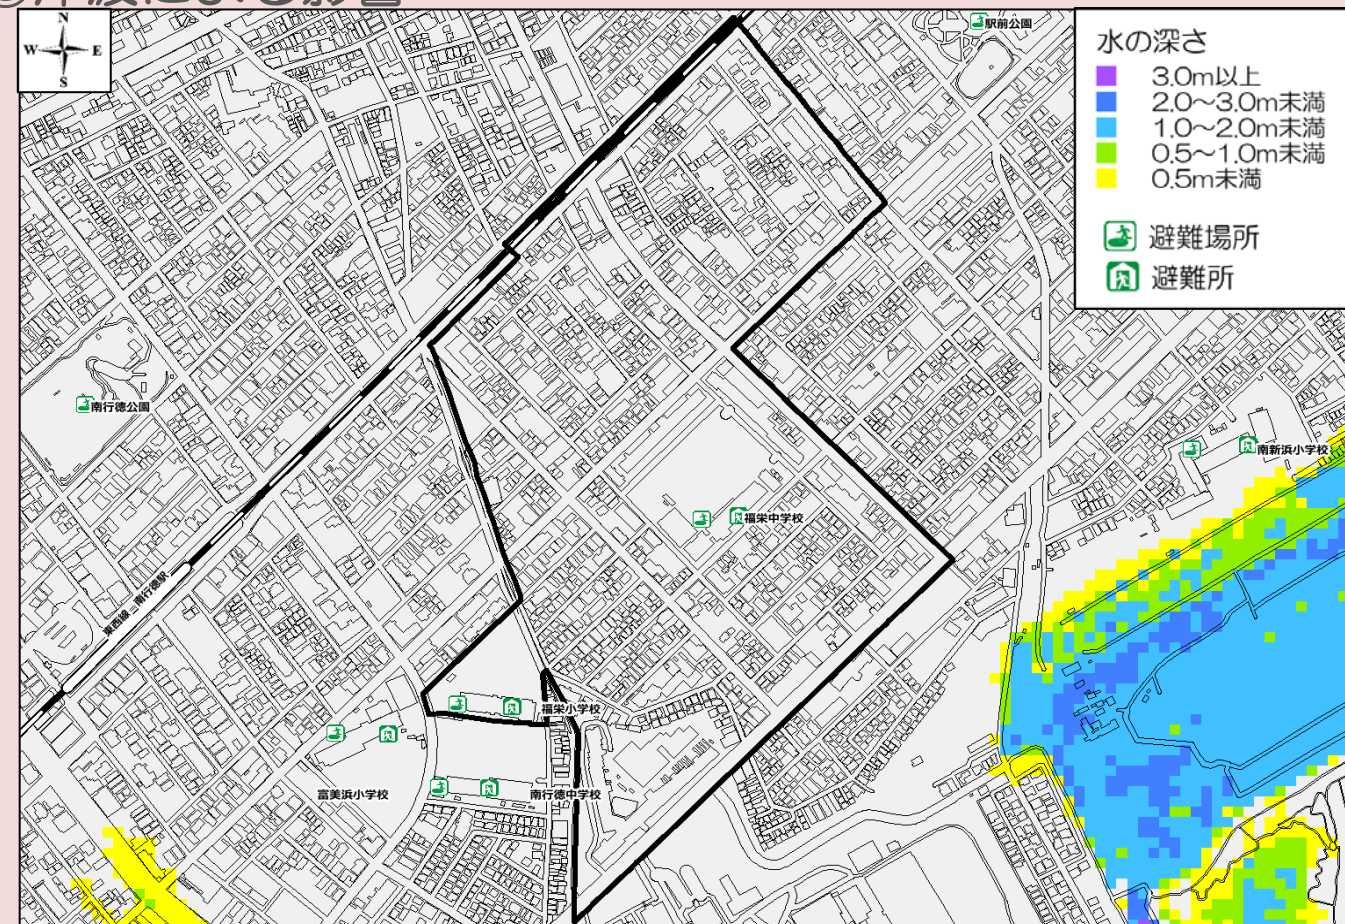 による影響
N
W E
S
駅前公園
水の深さ
3.0m以上
2.0～3.0m未満
1.0～2.0m未満
0.5～1.0m未満
0.5m未満
避難場所
避難所
南行徳公園
南新浜小学校
福栄中学校
東西線：南行徳駅
福栄小学校
富美浜小学校
南行徳中学校